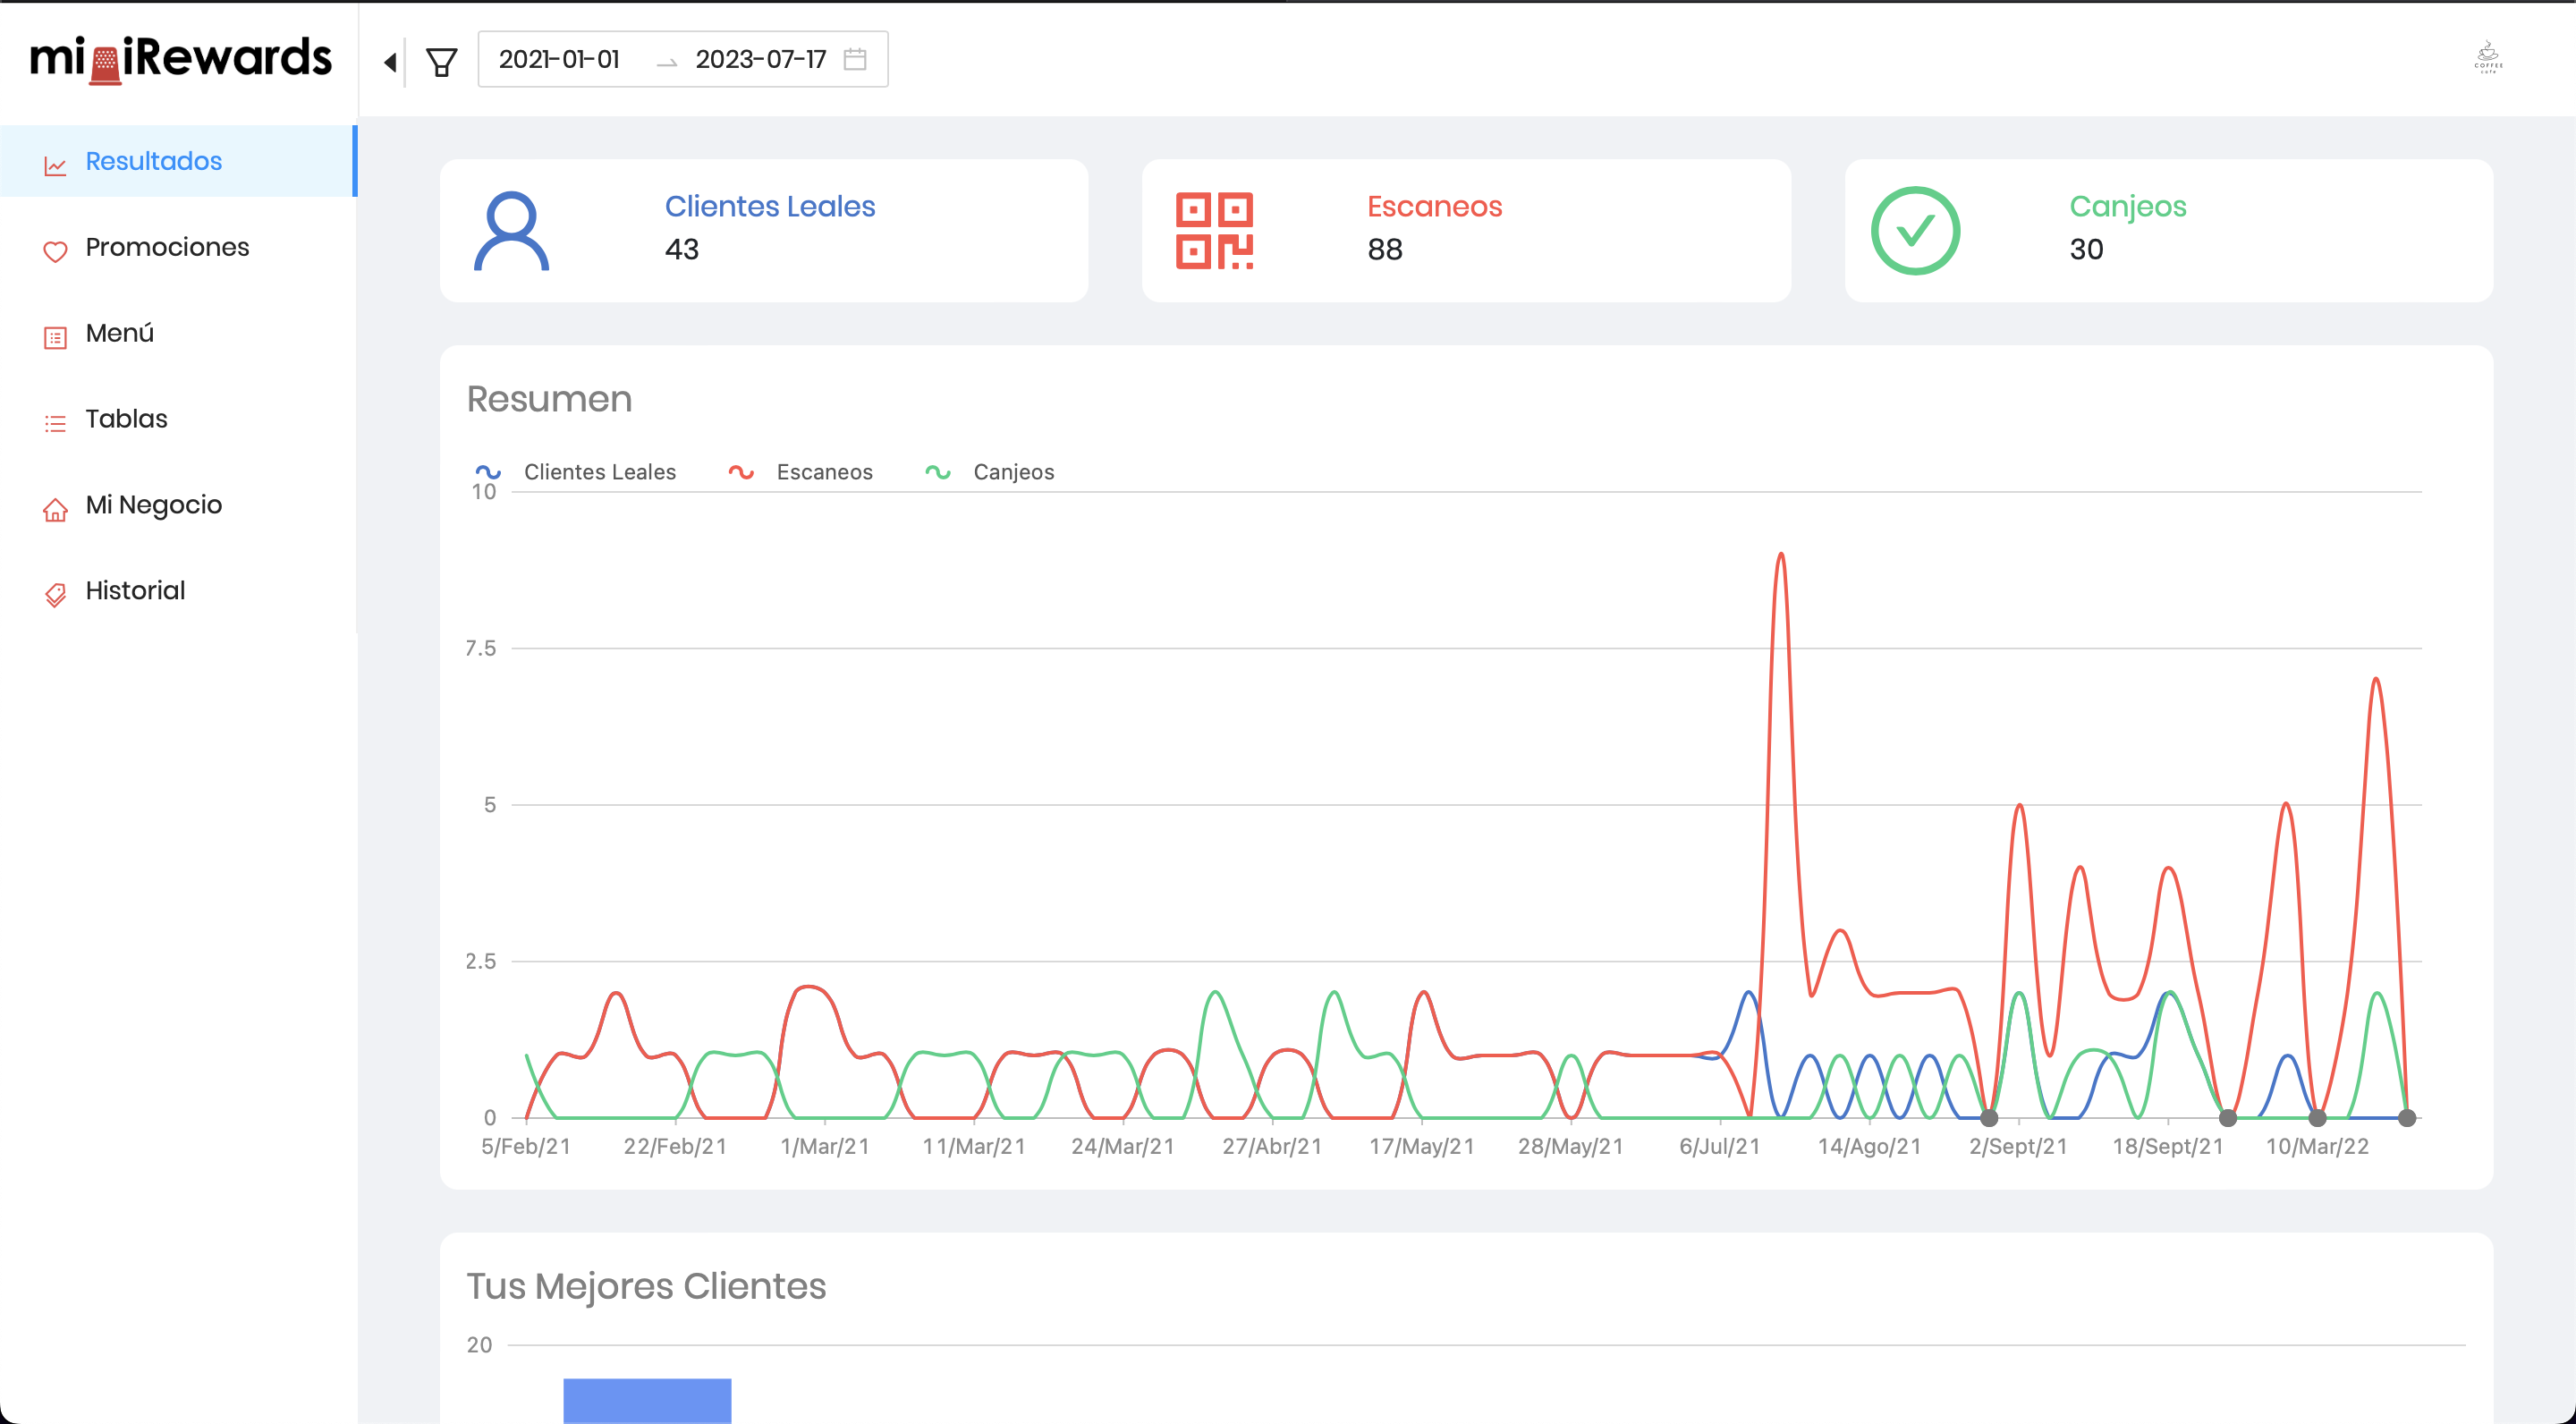 miniRewards
2021-01-01 2023-07-17
COFFEE
Resultados
Promociones
Menú
Tablas
Mi Negocio
Historial
Clientes Leales
43
Escaneos
88
Canjeos
30
Resumen
Clientes Leales Escaneos Canjeos
10
7.5
5
2.5
0
5/Feb/21 22/Feb/21 1/Mar/21 11/Mar/21 24/Mar/21 27/Abr/21 17/May/21 28/May/21 6/Jul/21 14/Ago/21 2/Sept/21 18/Sept/21 10/Mar/22
Tus Mejores Clientes
20